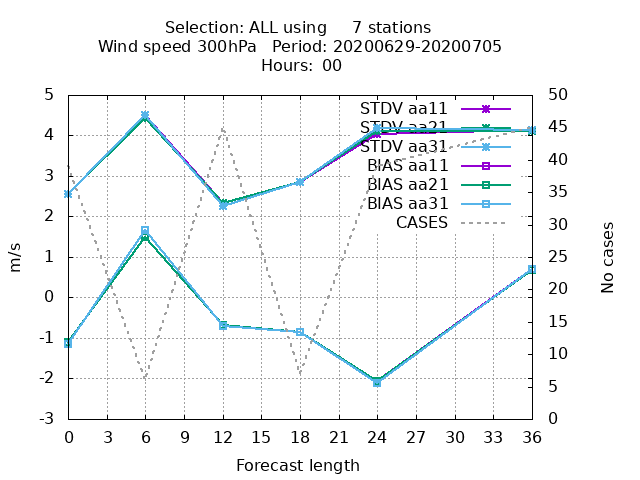 Selection: ALL using 7 stations
Wind speed 300hPa Period: 20200629-20200705
Hours: 00
5
4
3
2
1
0
-1
-2
-3
m/s
50
45
40
35
30
25
20
15
10
5
0
No cases
STDV aa11
STDV aa21
STDV aa31
BIAS aa11
BIAS aa21
BIAS aa31
CASES
0 3 6 9 12 15 18 21 24 27 30 33 36
Forecast length